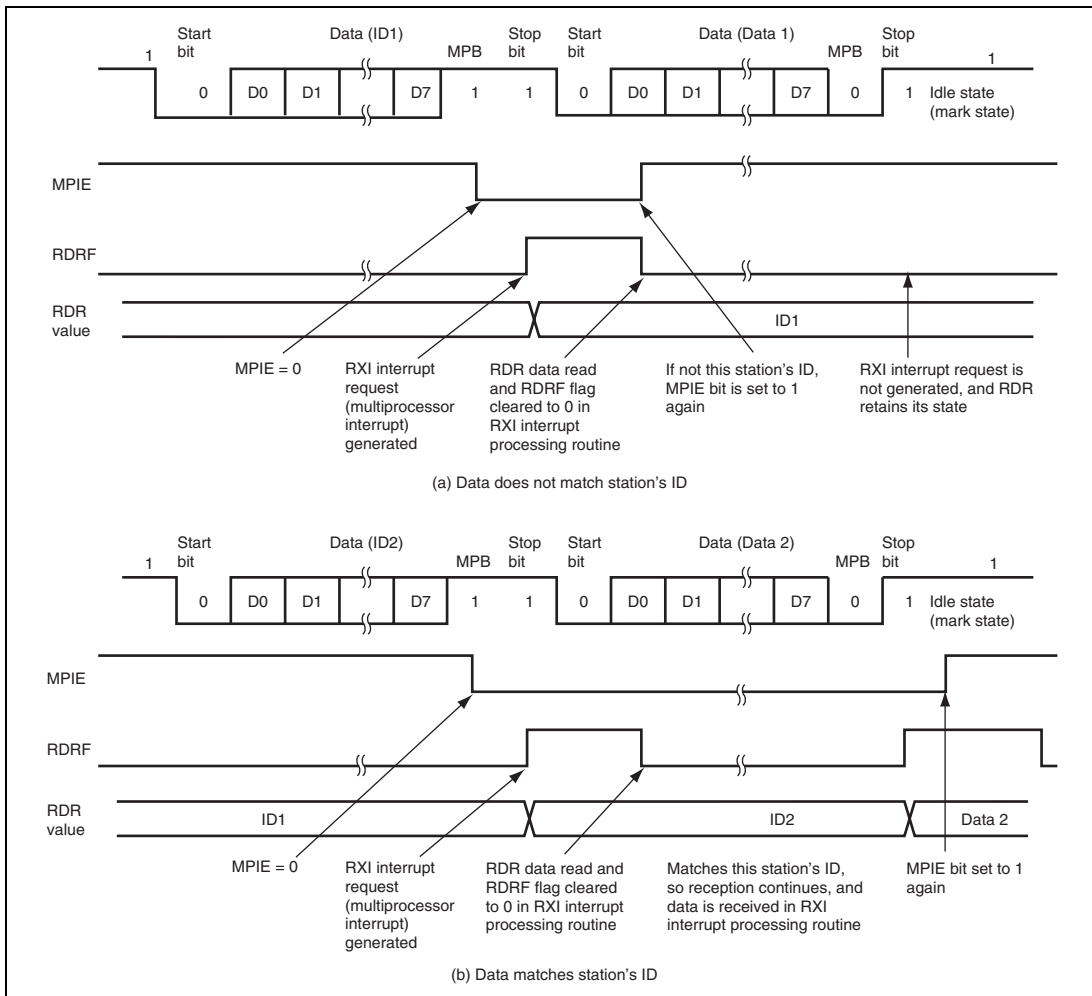 Start bit Data (ID1) MPB Stop bit Start bit Data (Data 1) MPB Stop bit
1 1
0 D0 D1 D7 1 1 0 D0 D1 D7 0 1 Idle state (mark state)
MPIE
RDRF
RDR value
ID1
MPIE = 0
RXI interrupt
request
(multiprocessor
interrupt)
generated
RDR data read
and RDRF flag
cleared to 0 in
RXI interrupt
processing routine
If not this station's ID,
MPIE bit is set to 1
again
RXI interrupt request is
not generated, and RDR
retains its state
(a) Data does not match station's ID
Start bit Data (ID2) MPB Stop bit Start bit Data (Data 2) MPB Stop bit
1 1
0 D0 D1 D7 1 1 0 D0 D1 D7 0 1 Idle state (mark state)
MPIE
RDRF
RDR value
ID1 ID2 Data 2
MPIE = 0
RXI interrupt
request
(multiprocessor
interrupt)
generated
RDR data read and
RDRF flag cleared
to 0 in RXI interrupt
processing routine
Matches this station's ID,
so reception continues, and
data is received in RXI
interrupt processing routine
MPIE bit set to 1
again
(b) Data matches station's ID